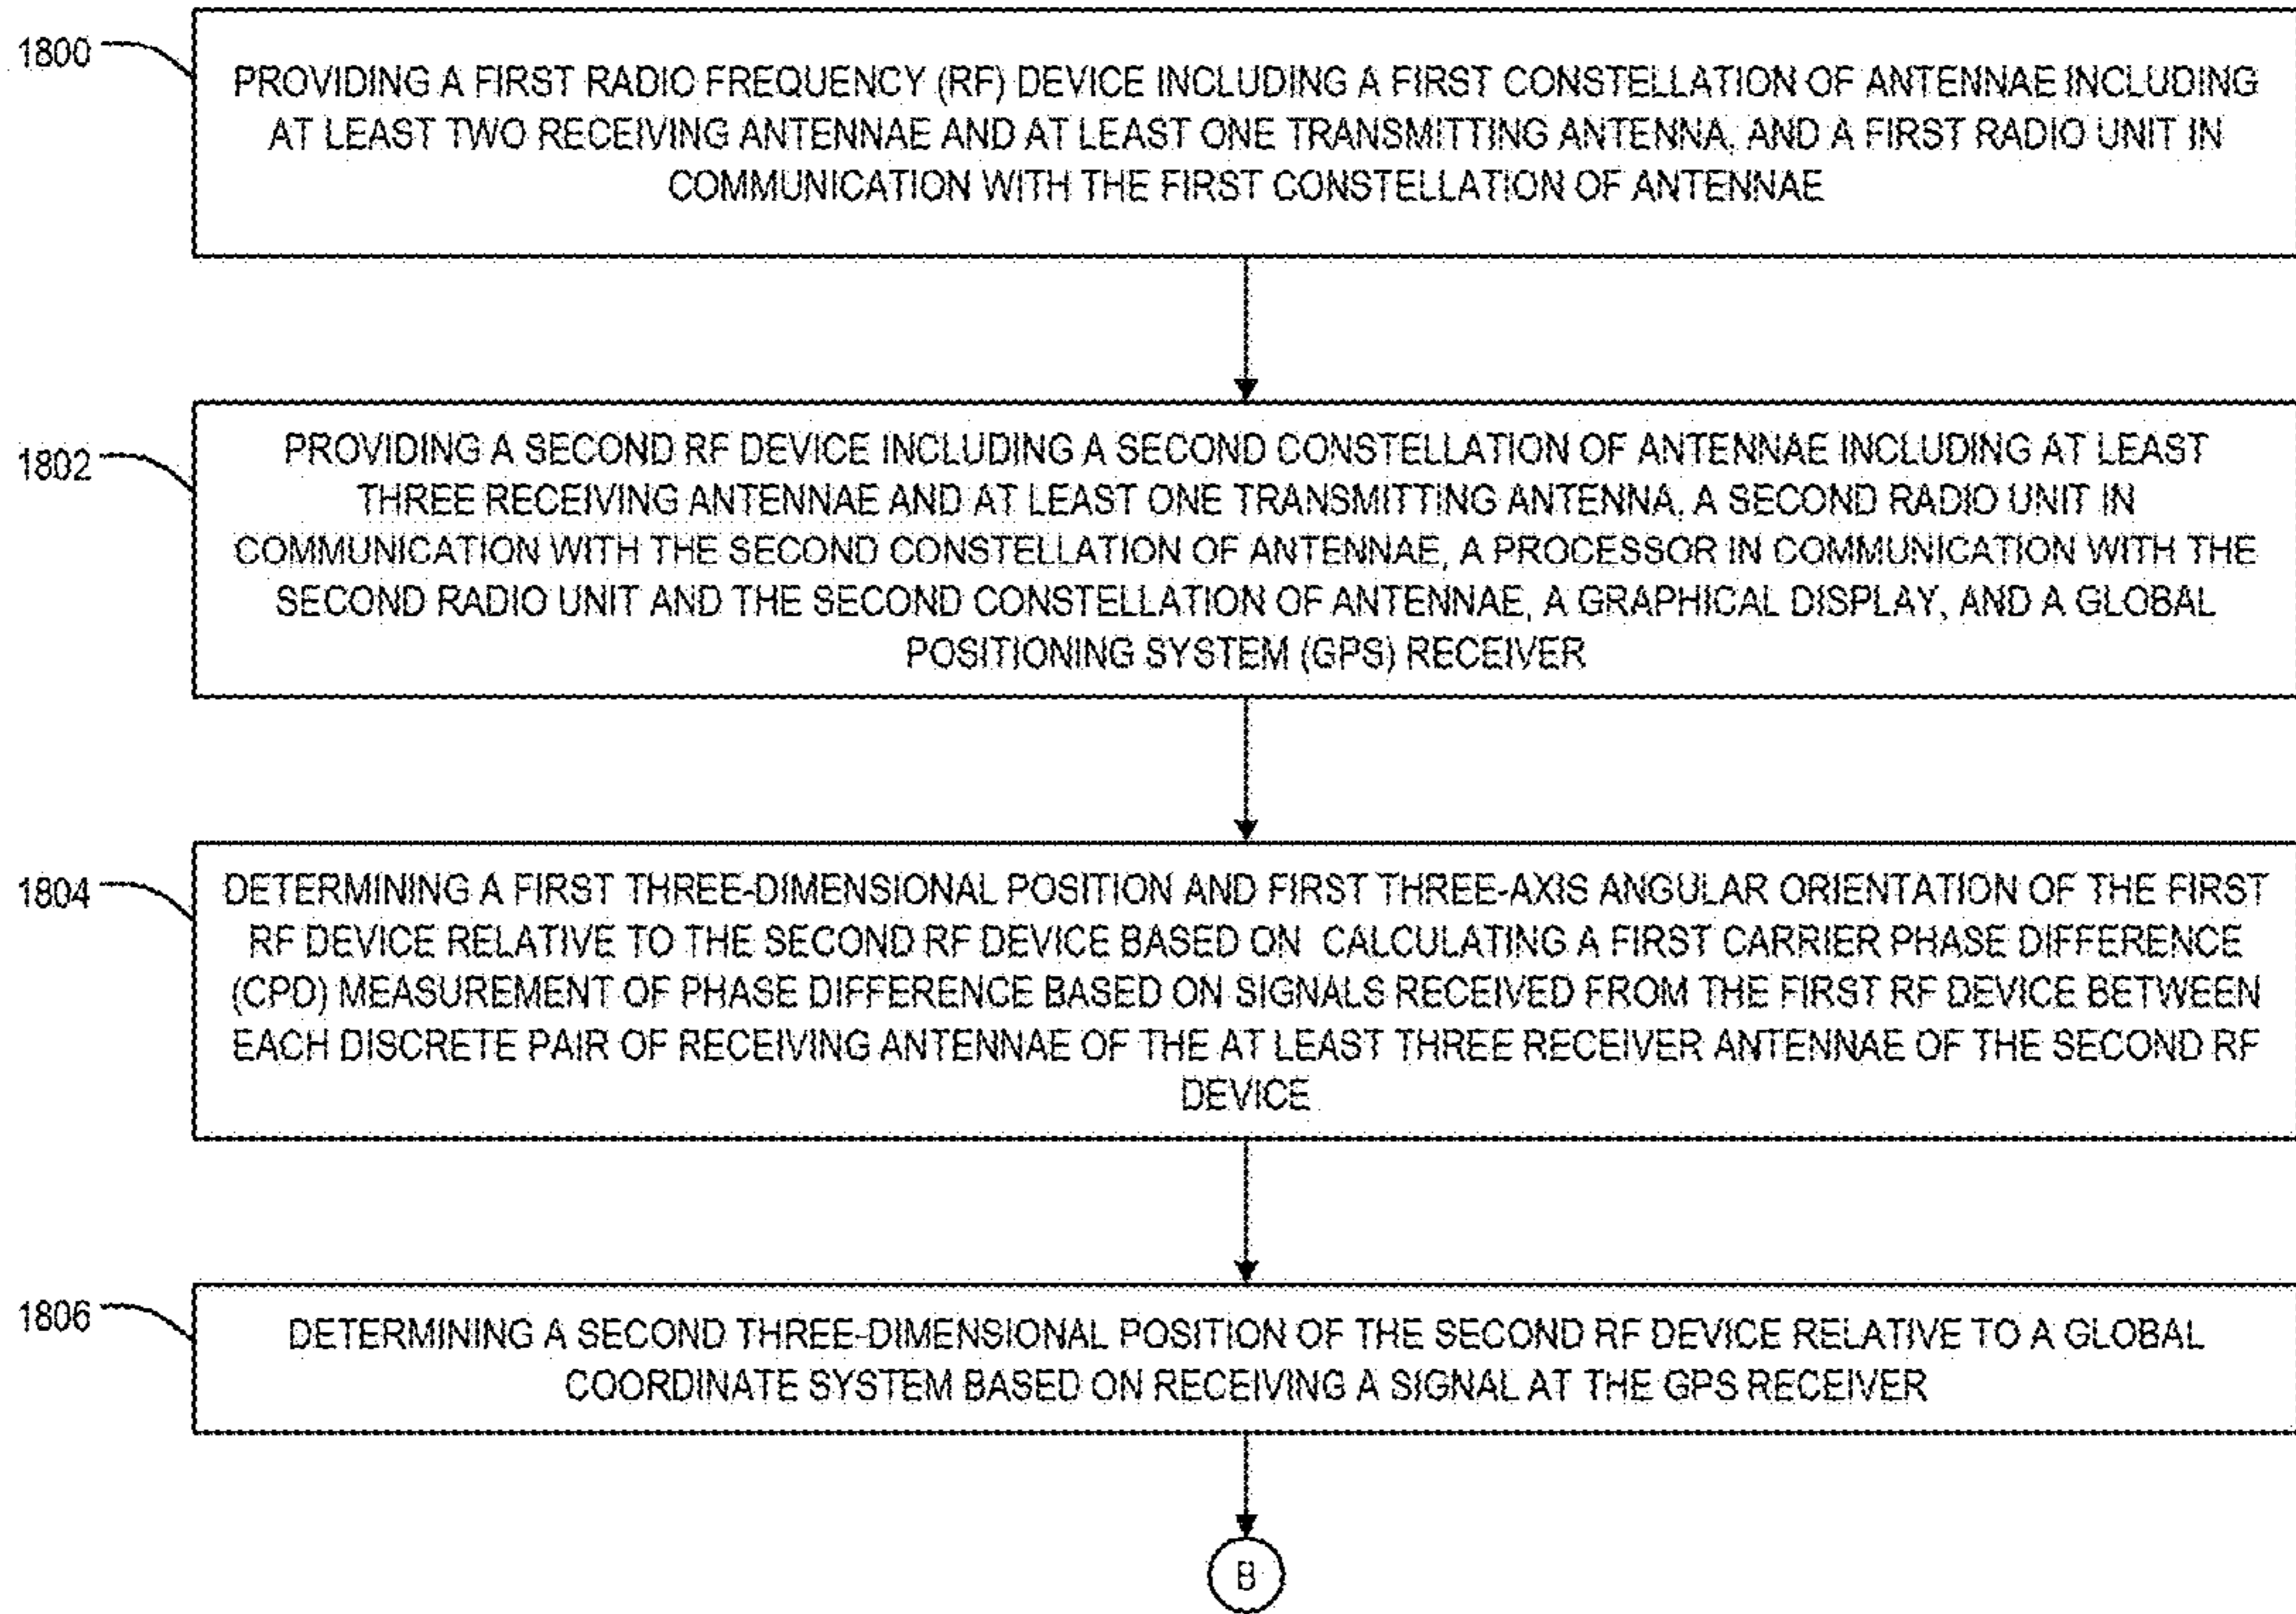 1800
PROVIDING A FIRST RADIO FREQUENCY (RF) DEVICE INCLUDING A FIRST CONSTELLATION OF ANTENNAE INCLUDING
AT LEAST TWO RECEIVING ANTENNAE AND AT LEAST ONE TRANSMITTING ANTENNA, AND A FIRST RADIO UNIT IN
COMMUNICATION WITH THE FIRST CONSTELLATION OF ANTENNAE
1802
PROVIDING A SECOND RF DEVICE INCLUDING A SECOND CONSTELLATION OF ANTENNAE INCLUDING AT LEAST
THREE RECEIVING ANTENNAE AND AT LEAST ONE TRANSMITTING ANTENNA, A SECOND RADIO UNIT IN
COMMUNICATION WITH THE SECOND CONSTELLATION OF ANTENNAE, A PROCESSOR IN COMMUNICATION WITH THE
SECOND RADIO UNIT AND THE SECOND CONSTELLATION OF ANTENNAE, A GRAPHICAL DISPLAY, AND A GLOBAL
POSITIONING SYSTEM (GPS) RECEIVER
1804
DETERMINING A FIRST THREE-DIMENSIONAL POSITION AND FIRST THREE-AXIS ANGULAR ORIENTATION OF THE FIRST
RF DEVICE RELATIVE TO THE SECOND RF DEVICE BASED ON CALCULATING A FIRST CARRIER PHASE DIFFERENCE
(CPD) MEASUREMENT OF PHASE DIFFERENCE BASED ON SIGNALS RECEIVED FROM THE FIRST RF DEVICE BETWEEN
EACH DISCRETE PAIR OF RECEIVING ANTENNAE OF THE AT LEAST THREE RECEIVER ANTENNAE OF THE SECOND RF
DEVICE
1806
DETERMINING A SECOND THREE-DIMENSIONAL POSITION OF THE SECOND RF DEVICE RELATIVE TO A GLOBAL
COORDINATE SYSTEM BASED ON RECEIVING A SIGNAL AT THE GPS RECEIVER
B